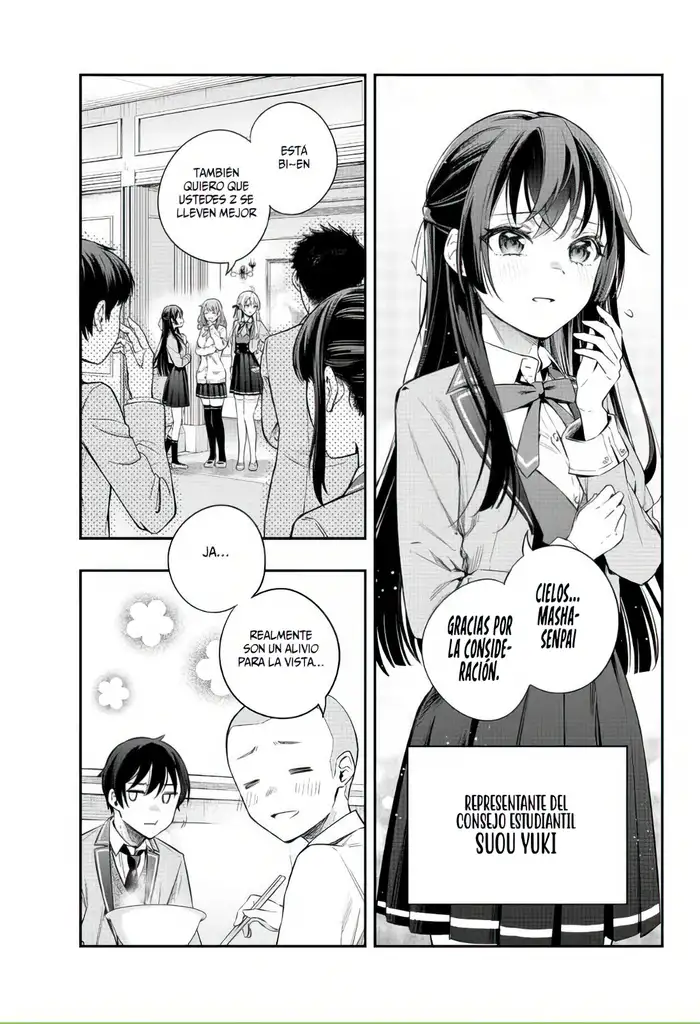 CIELOS...
MASHA-
SENPAI
GRACIAS POR
LA CONSIDE-
RACIÓN.
REPRESENTANTE DEL
CONSEJO ESTUDIANTIL
SUOU YUKI
ESTÁ
BI~EN
TAMBIÉN
QUIERO QUE
USTEDES 2 SE
LLEVEN MEJOR
JA...
REALMENTE
SON UN ALIVIO
PARA LA VISTA...